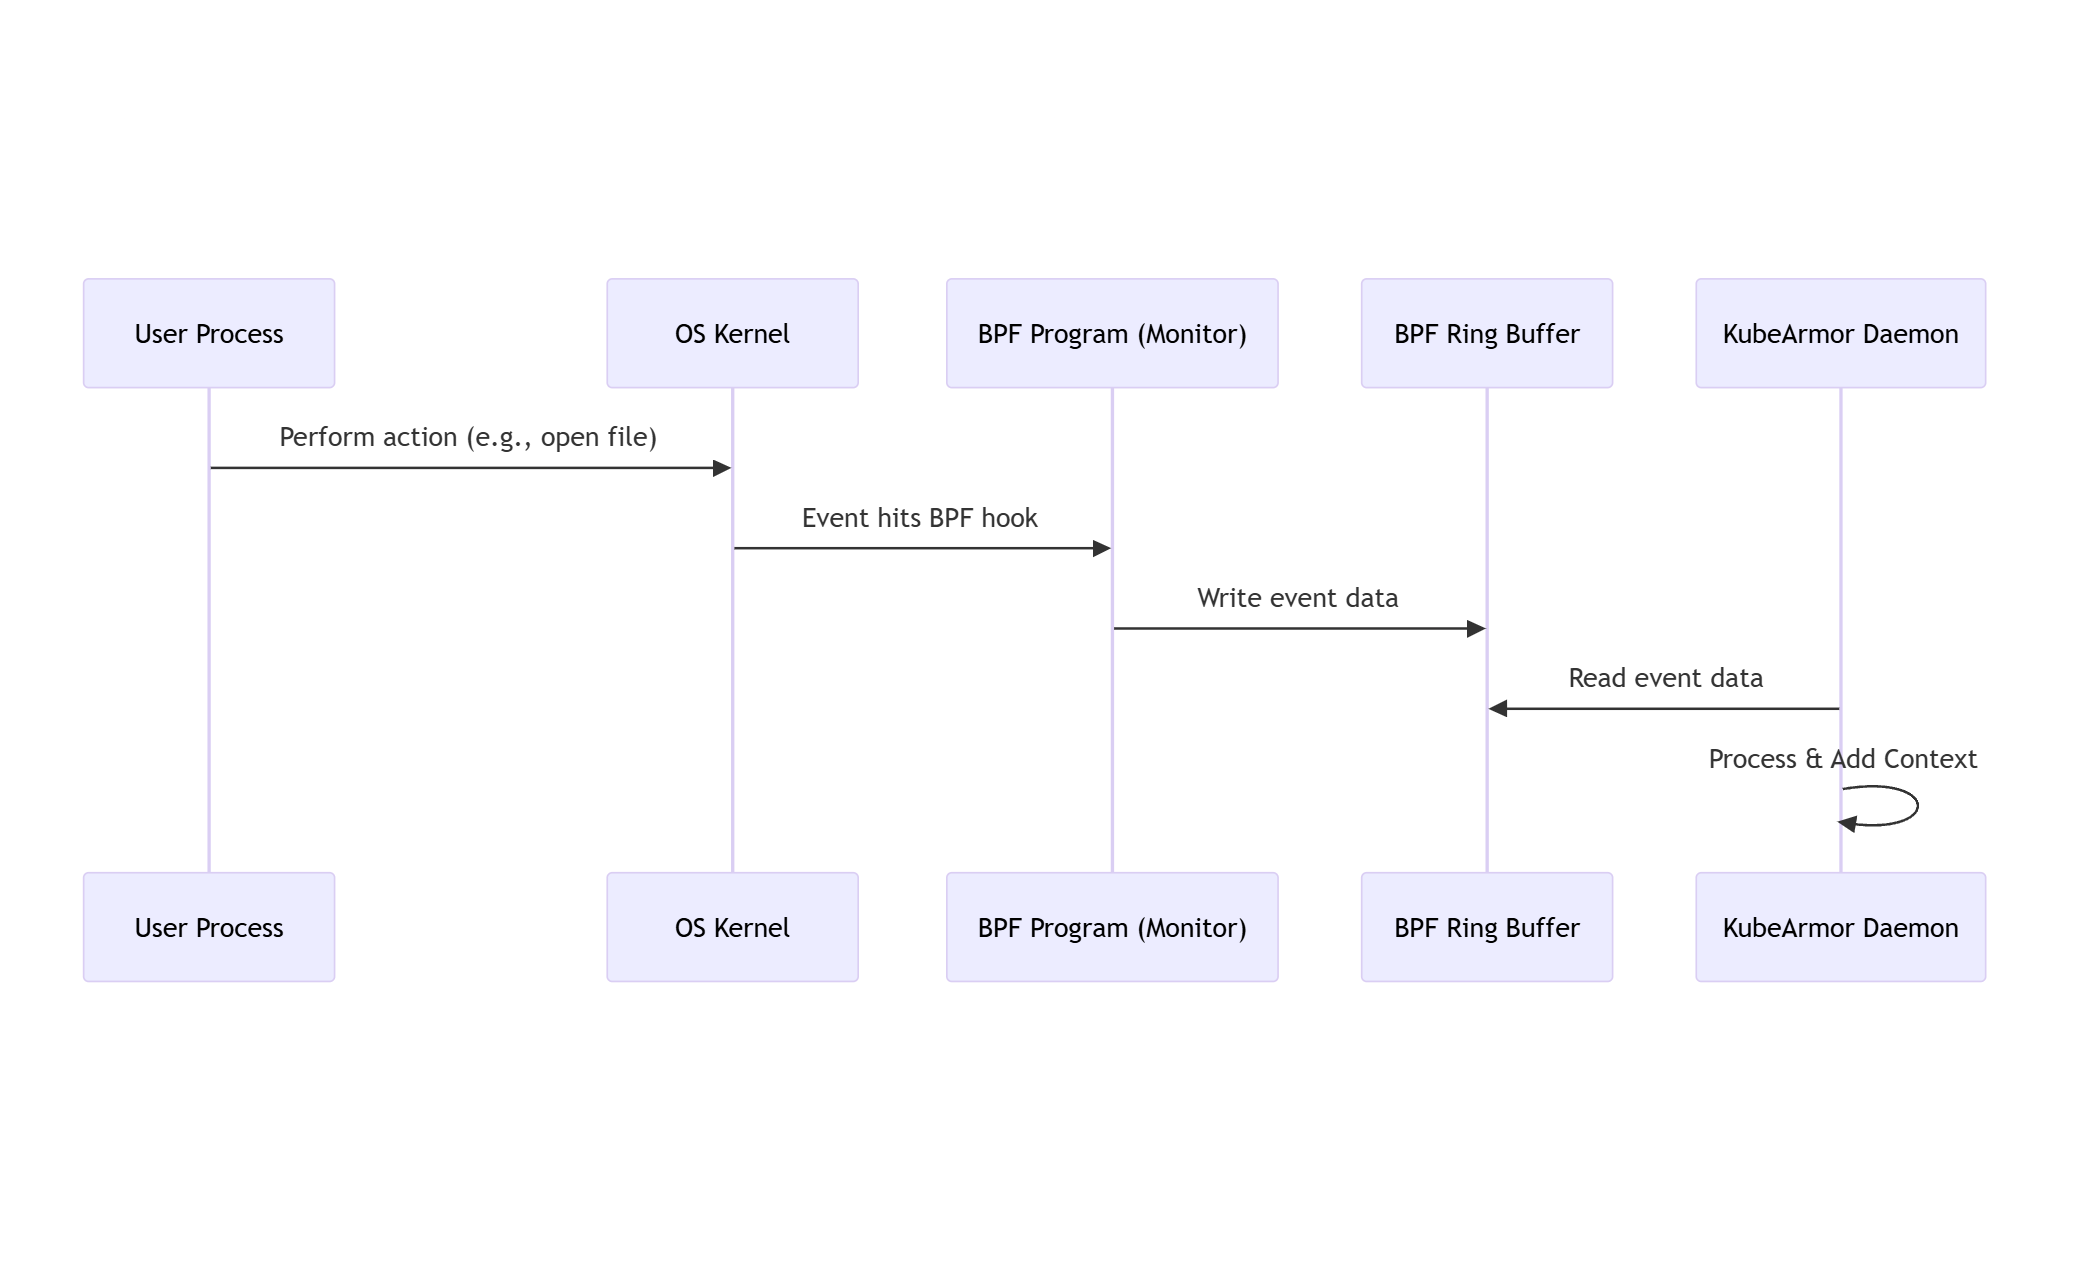 User Process
OS Kernel
BPF Program (Monitor)
BPF Ring Buffer
KubeArmor Daemon
Perform action (e.g., open file)
Event hits BPF hook
Write event data
Read event data
Process & Add Context
User Process
OS Kernel
BPF Program (Monitor)
BPF Ring Buffer
KubeArmor Daemon